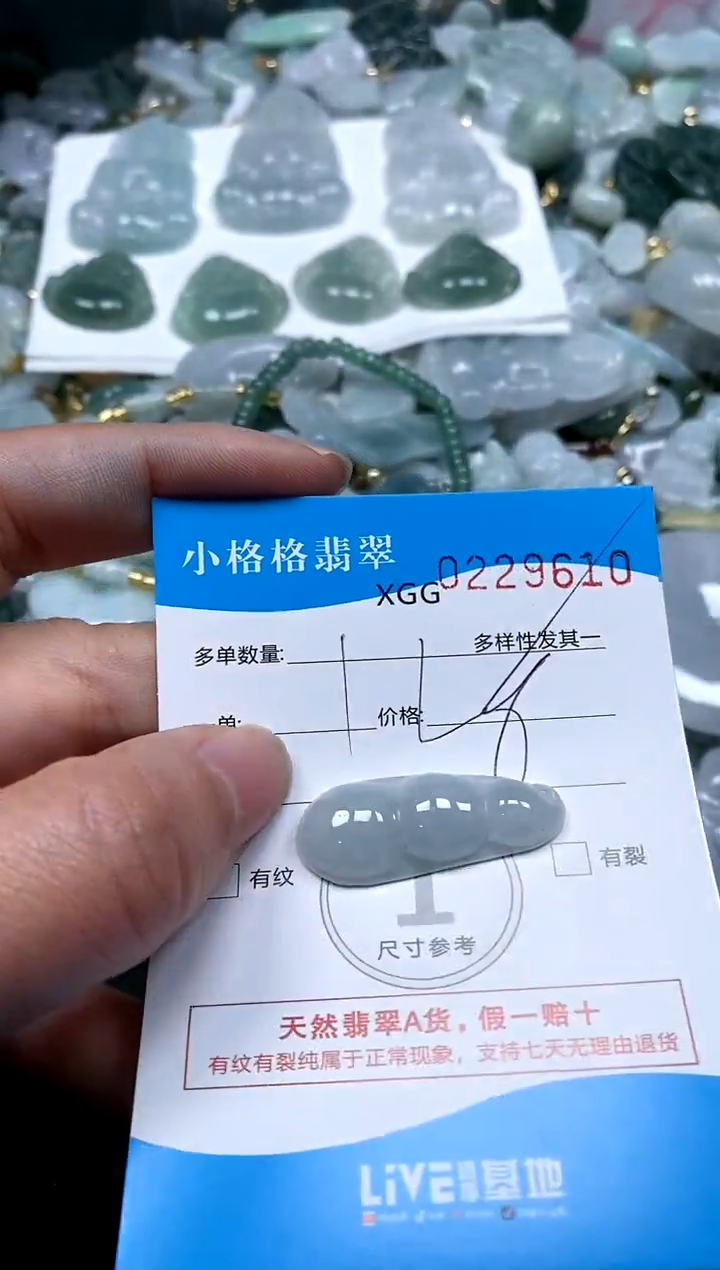 小格格翡翠
XGG0229610
多单数量:
多样性发其一
单:
价格:
有纹
有裂
1
尺寸参考
天然翡翠A货，假一赔十
有纹有裂纯属于正常现象，支持七天无理由退货
LiVE
基地